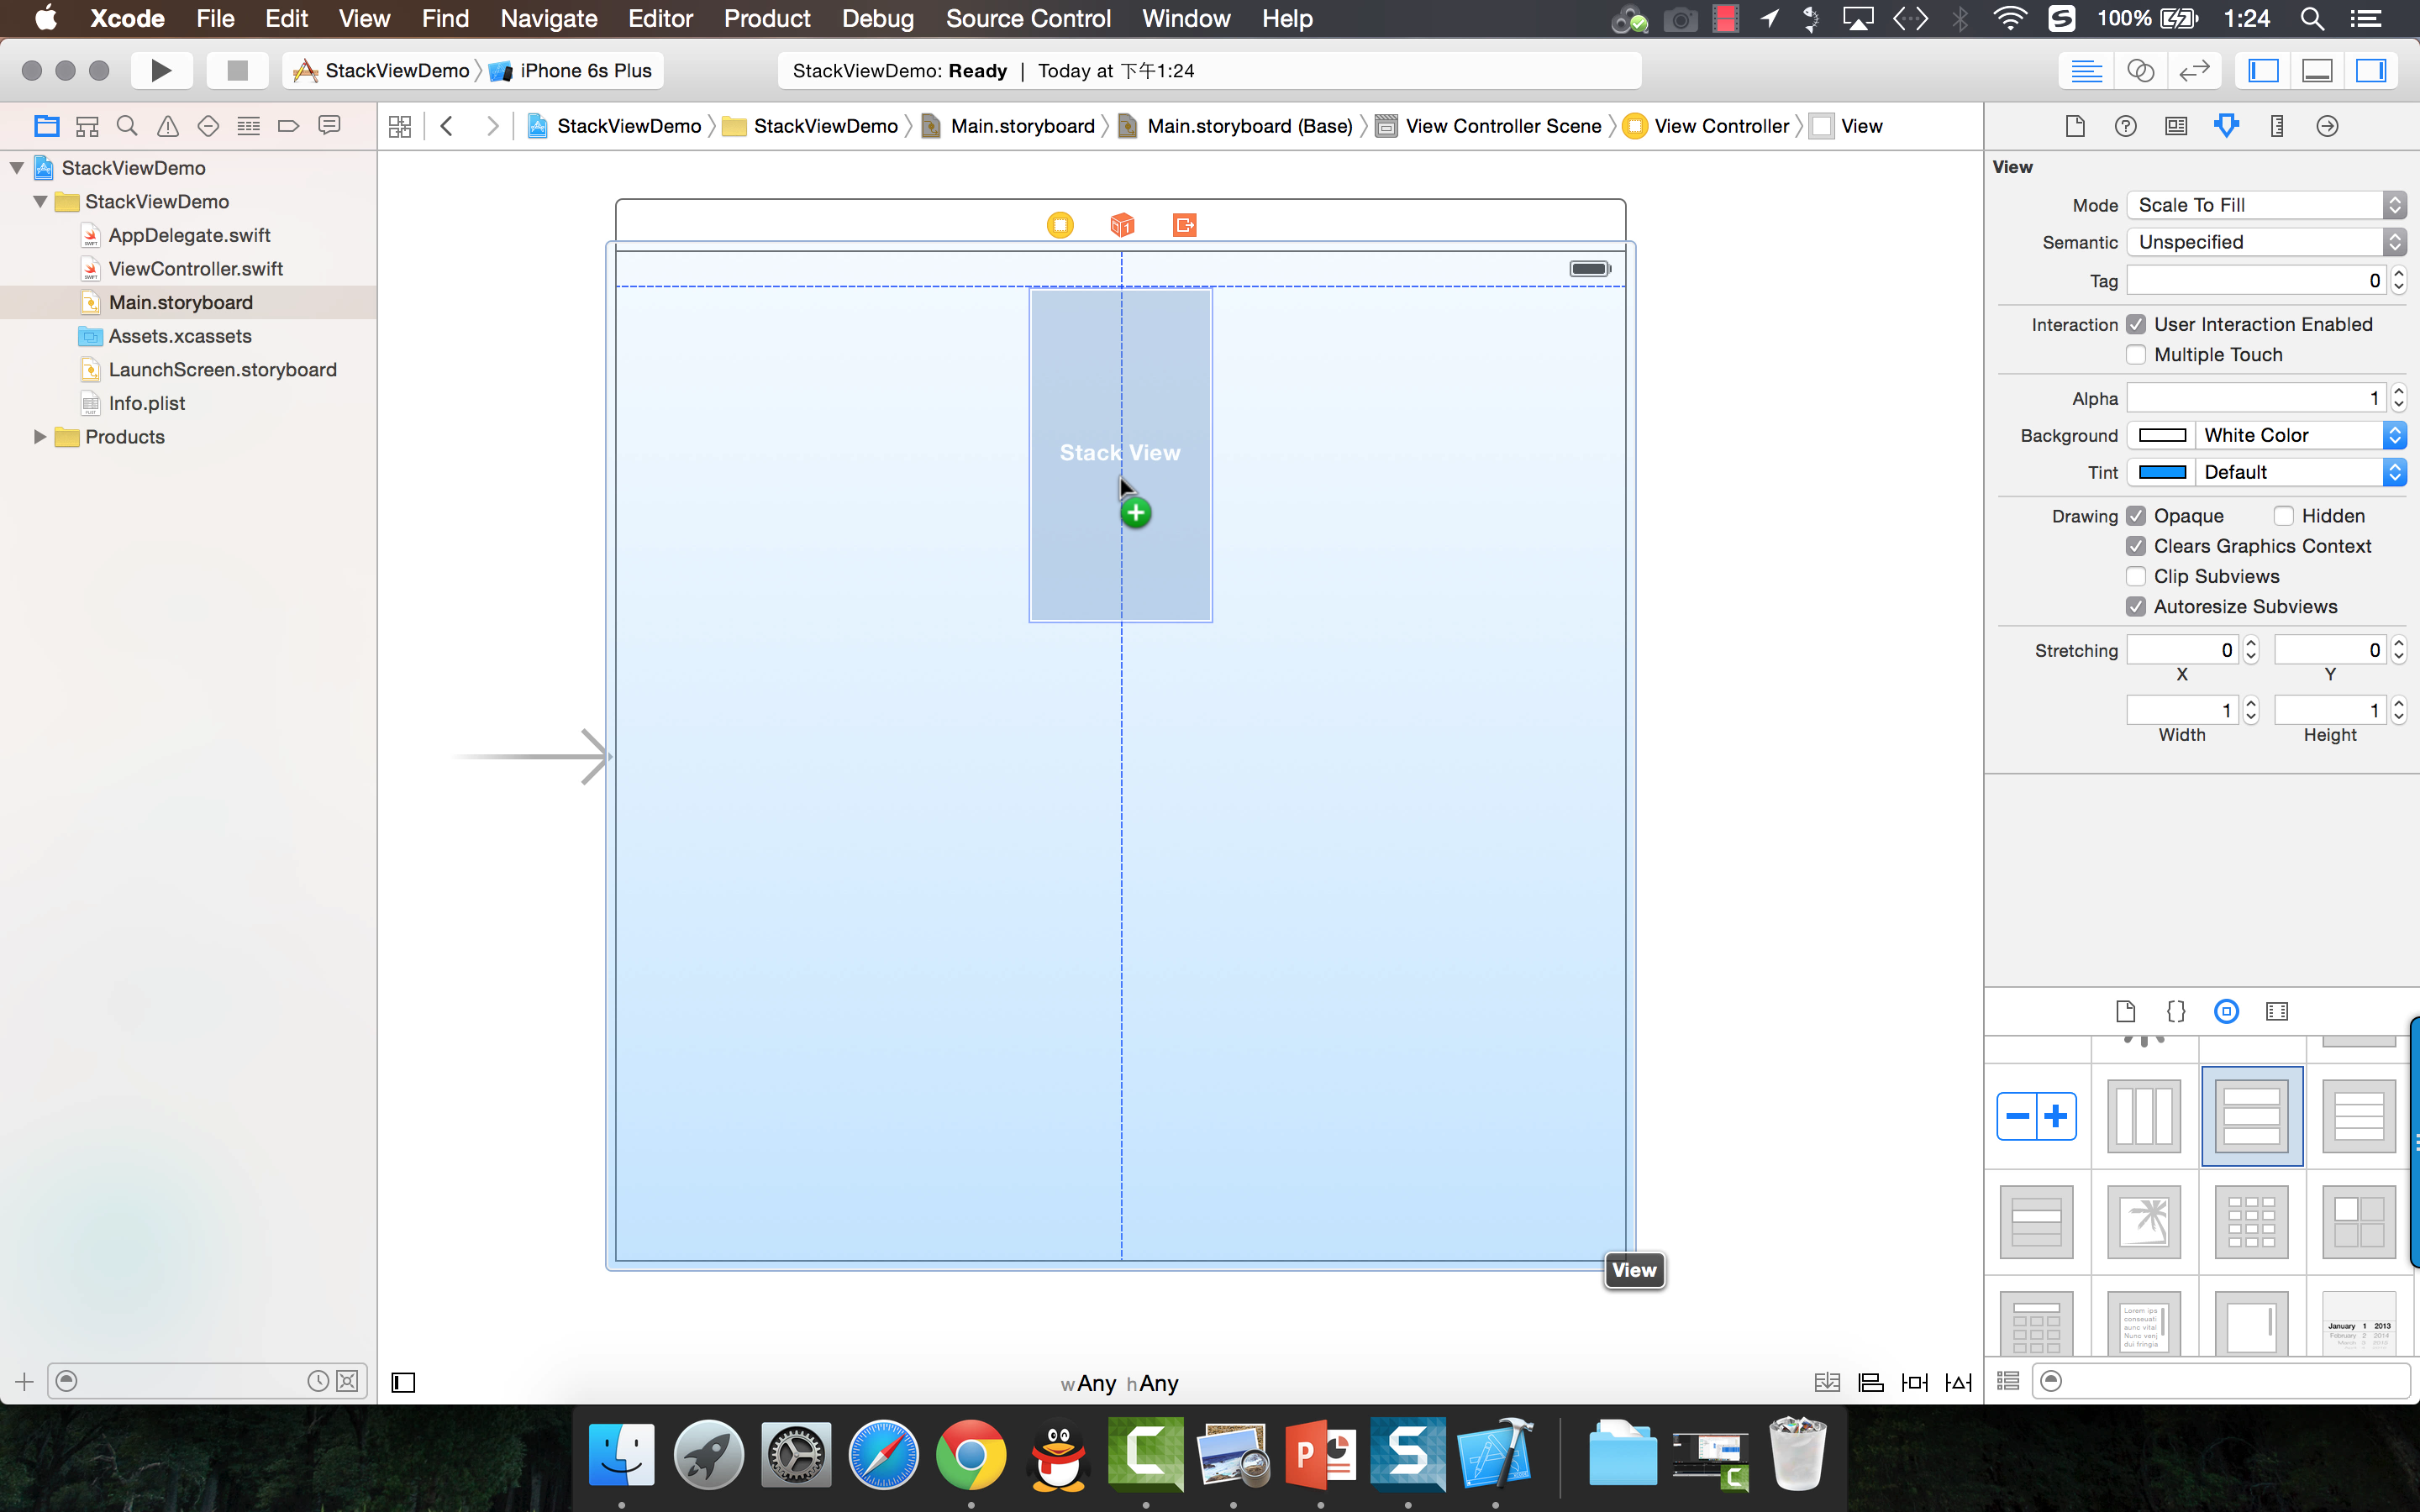 Xcode File Edit View Find Navigate Editor Product Debug Source Control Window Help 100% 1:24
StackViewDemo iPhone 6s Plus
StackViewDemo: Ready | Today at 下午1:24
StackViewDemo StackViewDemo Main.storyboard Main.storyboard (Base) View Controller Scene View Controller View
StackViewDemo
StackViewDemo
AppDelegate.swift
ViewController.swift
Main.storyboard
Assets.xcassets
LaunchScreen.storyboard
Info.plist
Products
Stack View
View
wAny hAny
View
Mode Scale To Fill
Semantic Unspecified
Tag 0
Interaction User Interaction Enabled
Multiple Touch
Alpha 1
Background White Color
Tint Default
Drawing Opaque Hidden
Clears Graphics Context
Clip Subviews
Autoresize Subviews
Stretching 0 0
X Y
1 1
Width Height
Lorem ips
January 1 2013
February 2 2014